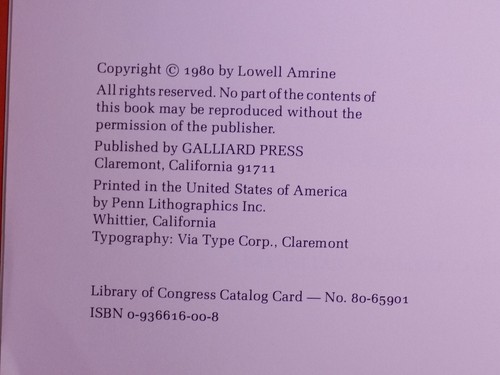 Copyright © 1980 by Lowell Amrine
All rights reserved. No part of the contents of
this book may be reproduced without the
permission of the publisher.
Published by GALLIARD PRESS
Claremont, California 91711
Printed in the United States of America
by Penn Lithographics Inc.
Whittier, California
Typography: Via Type Corp., Claremont
Library of Congress Catalog Card — No. 80-65901
ISBN 0-936616-00-8